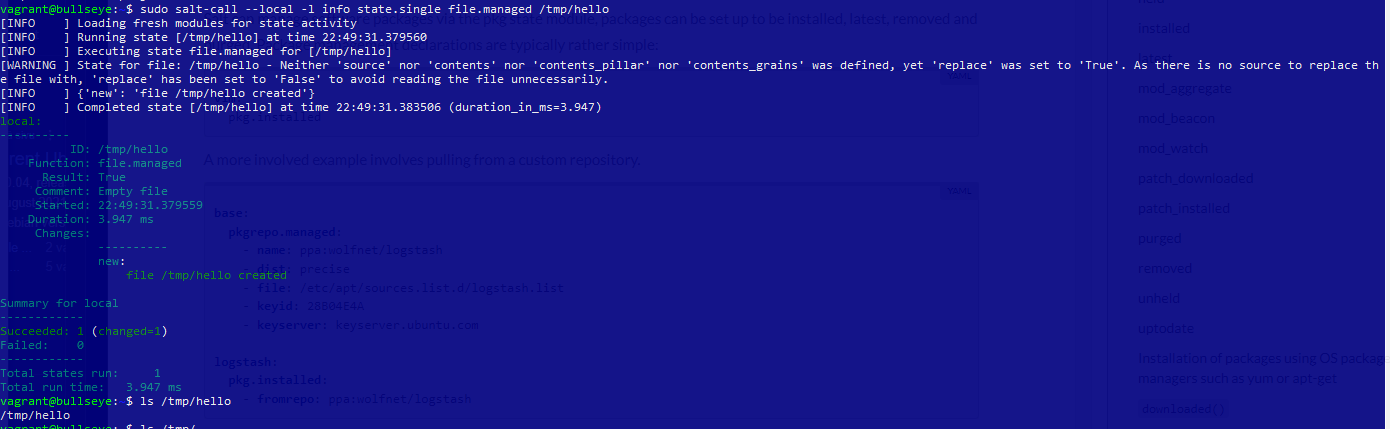 vagrant@bullseye: $ sudo salt-call --local -l info state.single file.managed /tmp/hello
[INFO    ] Loading fresh modules for state activity
[INFO    ] Running state [/tmp/hello] at time 22:49:31.379560
[INFO    ] Executing state file.managed for [/tmp/hello]
[WARNING ] State for file: /tmp/hello - Neither 'source' nor 'contents' nor 'contents_pillar' nor 'contents_grains' was defined, yet 'replace' was set to 'True'. As there is no source to replace th
e file with, 'replace' has been set to 'False' to avoid reading the file unnecessarily.
[INFO    ] {'new': 'file /tmp/hello created'}
[INFO    ] Completed state [/tmp/hello] at time 22:49:31.383506 (duration_in_ms=3.947)
local:
----------
          ID: /tmp/hello
    Function: file.managed
      Result: True
     Comment: Empty file
     Started: 22:49:31.379559
    Duration: 3.947 ms
     Changes:
              ----------
              new:
                  file /tmp/hello created
Summary for local
------------
Succeeded: 1 (changed=1)
Failed:    0
------------
Total states run:     1
Total run time:   3.947 ms
vagrant@bullseye: $ ls /tmp/hello
/tmp/hello
vagrant@bullseye: $ ls /tmp/
packages via the pkg state module, packages can be set up to be installed, latest, removed and
declarations are typically rather simple:
pkg.installed
A more involved example involves pulling from a custom repository.
YAML
base:
pkgrepo.managed:
- name: ppa:wolfnet/logstash
- dist: precise
- file: /etc/apt/sources.list.d/logstash.list
- keyid: 28B04E4A
- keyserver: keyserver.ubuntu.com
logstash:
pkg.installed:
- fromrepo: ppa:wolfnet/logstash
held
installed
latest
mod_aggregate
mod_beacon
mod_watch
patch_downloaded
patch_installed
purged
removed
unheld
uptodate
Installation of packages using OS package
managers such as yum or apt-get
downloaded()